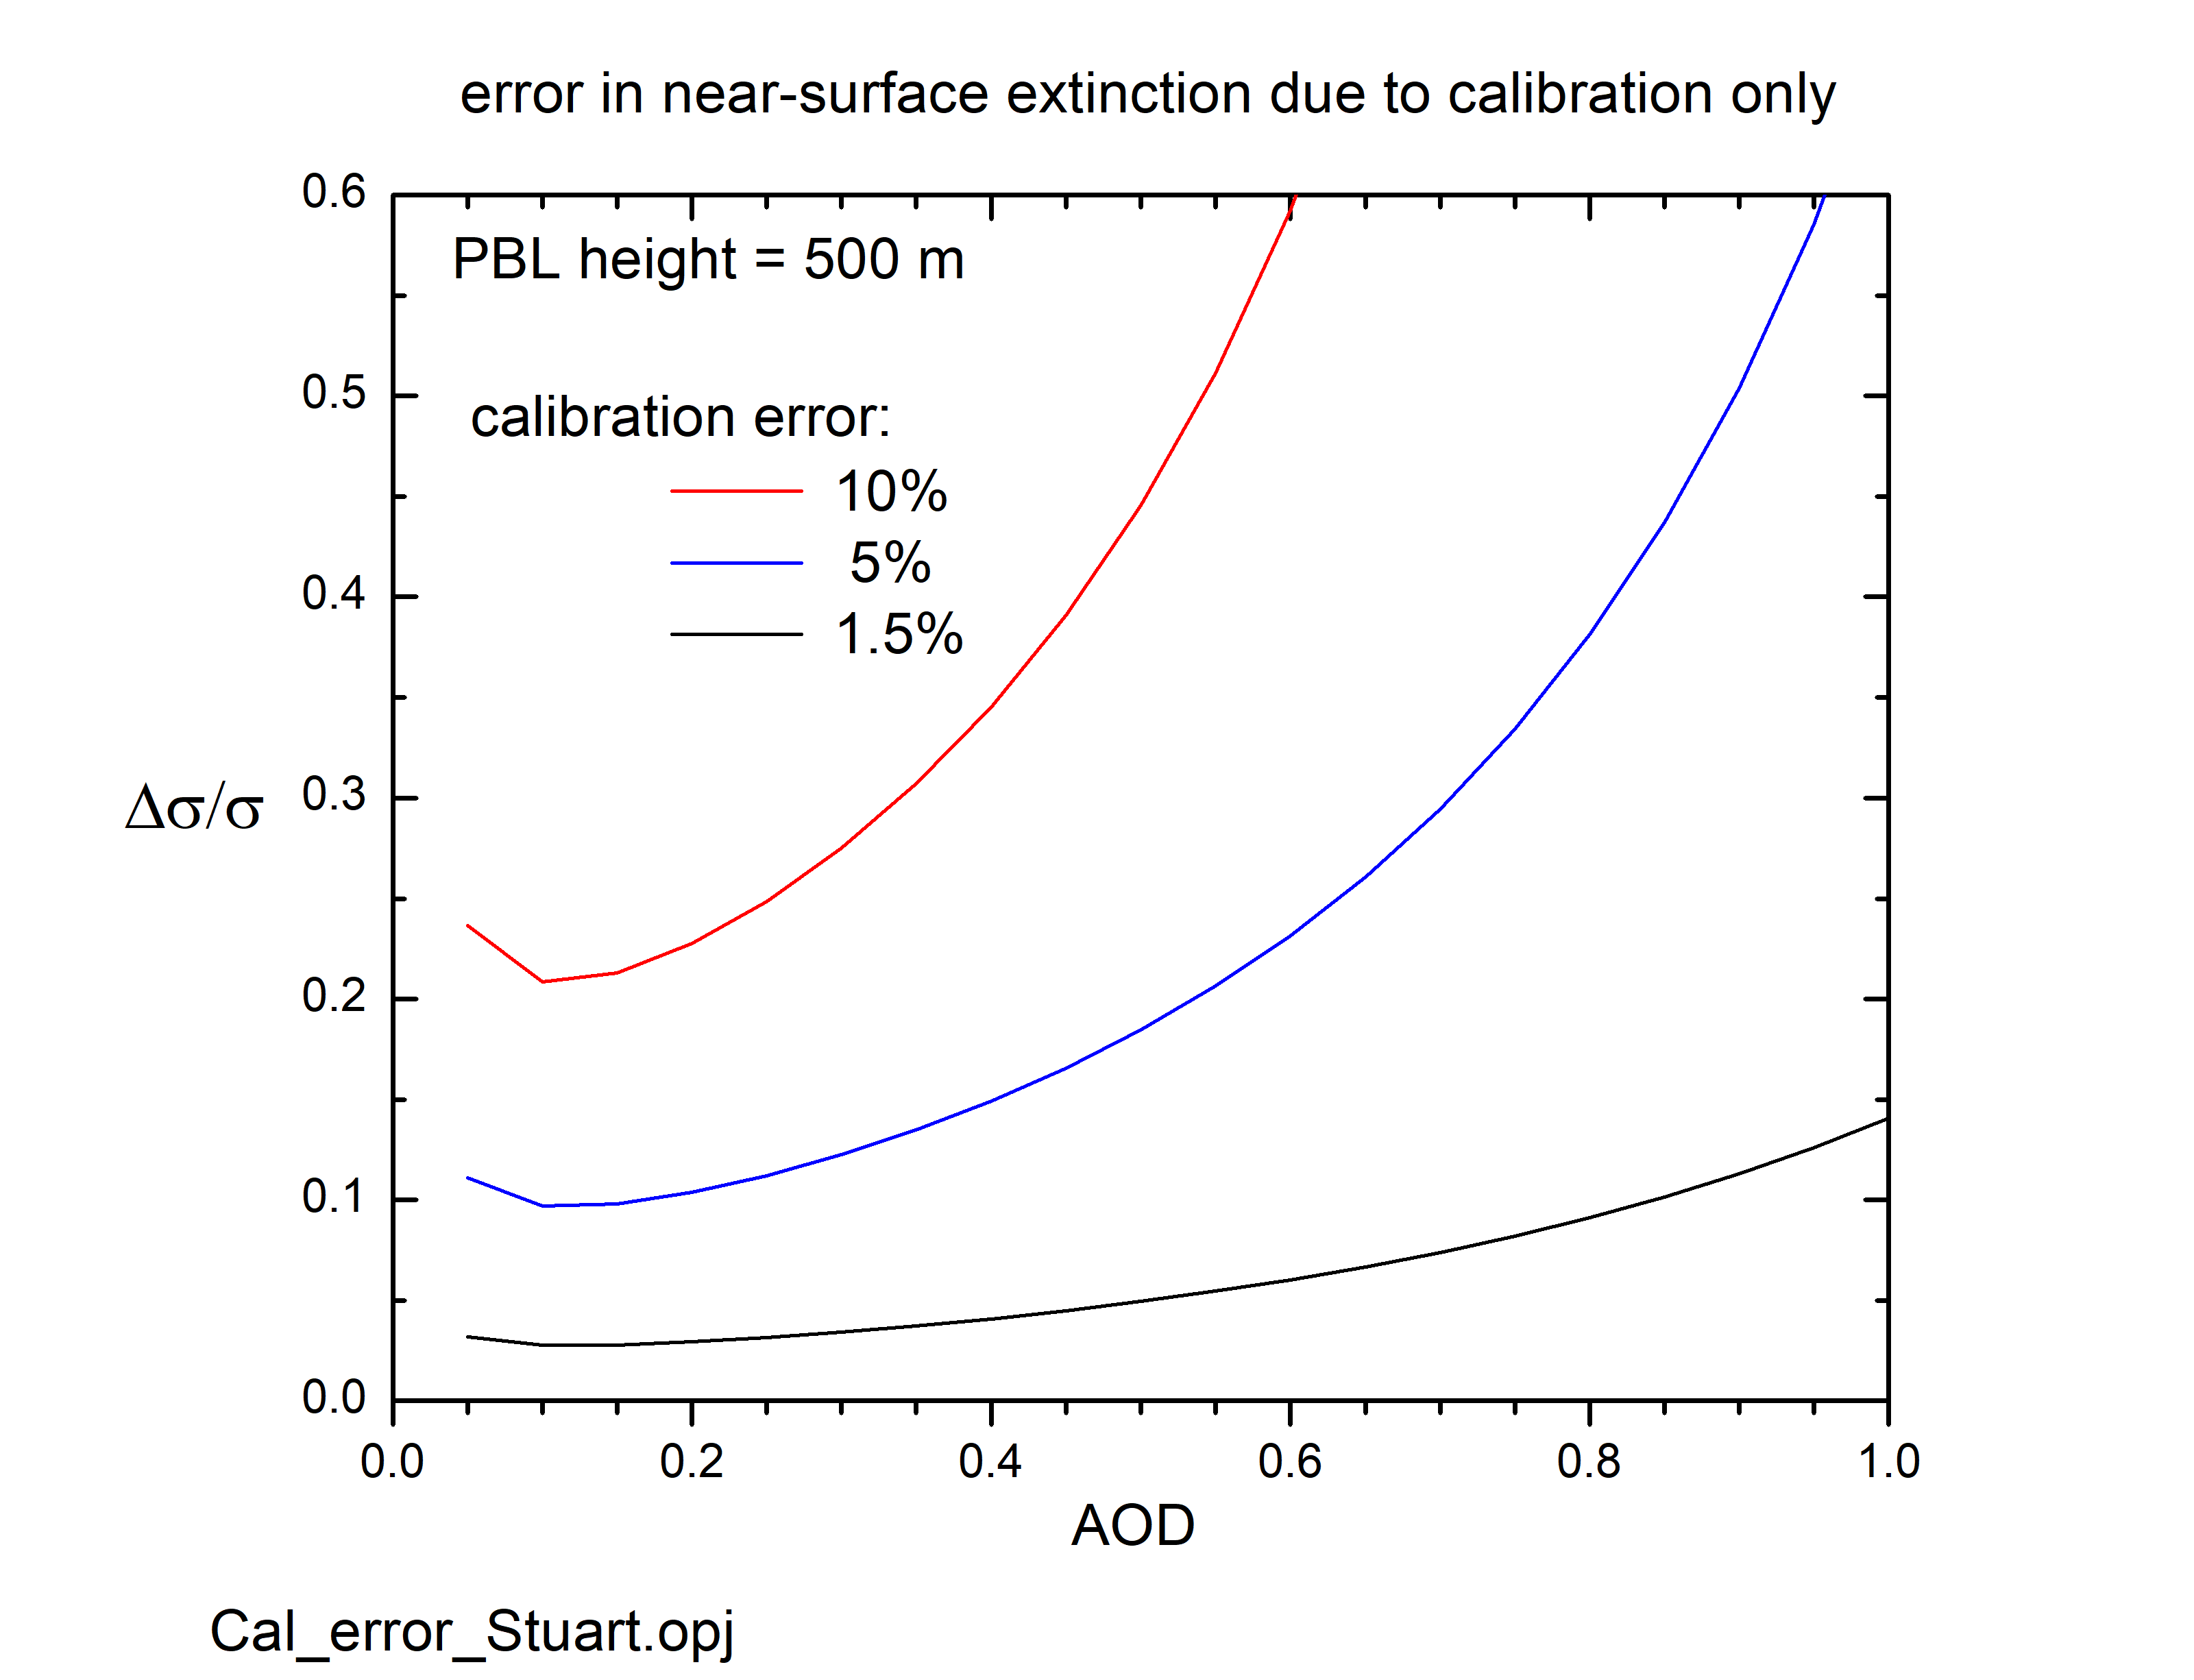 error in near-surface extinction due to calibration only
0.6
PBL height = 500 m
0.5
calibration error:
10%
5%
0.4
1.5%
0.3
Δσ/σ
0.2
0.1
0.0
0.0 0.2 0.4 0.6 0.8 1.0
AOD
Cal_error_Stuart.opj